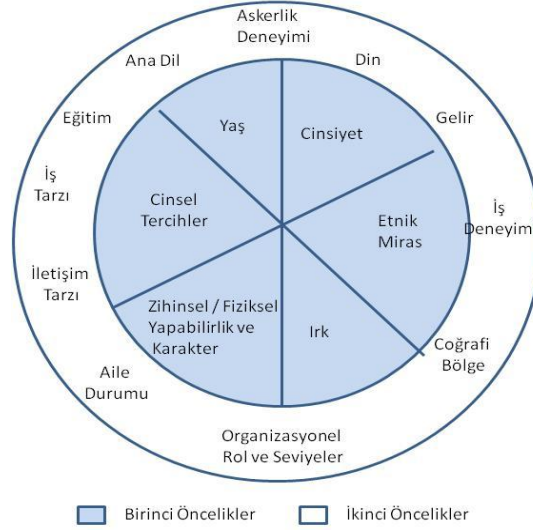 Askerlik
Deneyimi
Ana Dil
Din
Eğitim
Gelir
Yaş
Cinsiyet
İş
Tarzı
İş
Deneyimi
Cinsel
Tercihler
Etnik
Miras
İletişim
Tarzı
Zihinsel / Fiziksel
Yapabilirlik ve
Karakter
Irk
Coğrafi
Bölge
Aile
Durumu
Organizasyonel
Rol ve Seviyeler
Birinci Öncelikler
İkinci Öncelikler